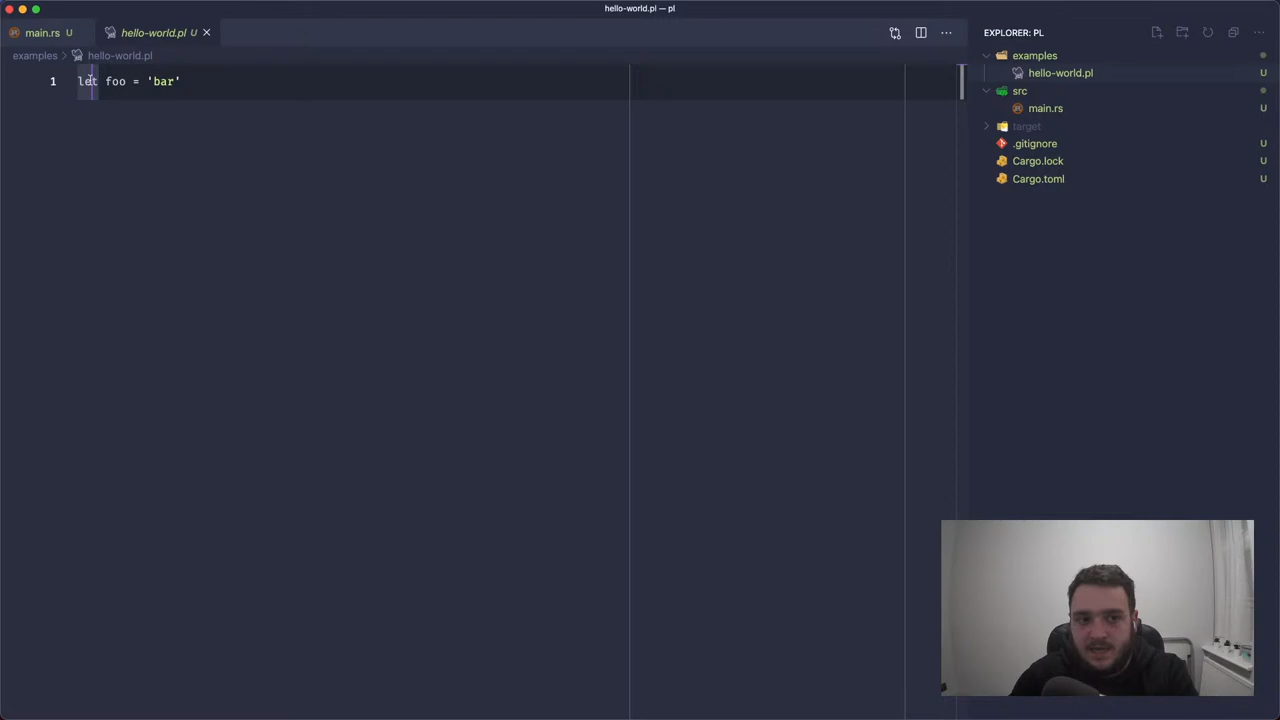 hello-world.pl — pl
main.rs U
hello-world.pl U
EXPLORER: PL
examples > hello-world.pl
1 let foo = 'bar'
examples
hello-world.pl U
src
main.rs U
target
.gitignore U
Cargo.lock U
Cargo.toml U